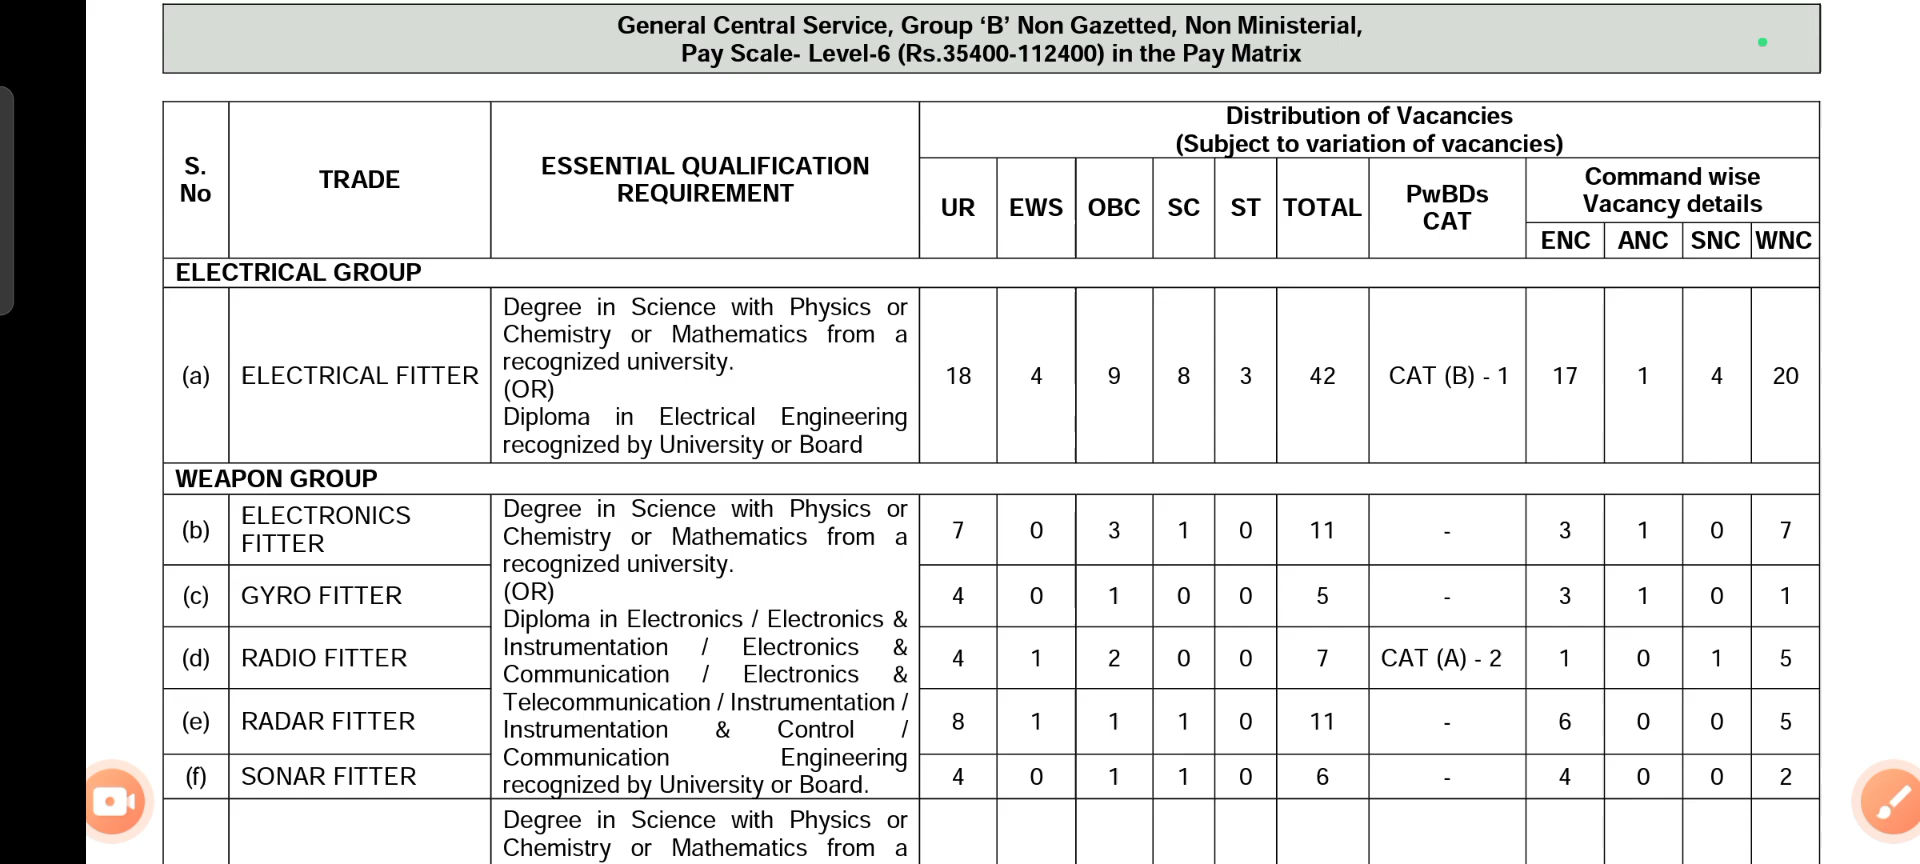 General Central Service, Group ‘B’ Non Gazetted, Non Ministerial,
Pay Scale- Level-6 (Rs.35400-112400) in the Pay Matrix
S. No TRADE ESSENTIAL QUALIFICATION REQUIREMENT
Distribution of Vacancies
(Subject to variation of vacancies)
UR EWS OBC SC ST TOTAL PwBDs CAT
Command wise
Vacancy details
ENC ANC SNC WNC
ELECTRICAL GROUP
(a) ELECTRICAL FITTER
Degree in Science with Physics or
Chemistry or Mathematics from a
recognized university.
(OR)
Diploma in Electrical Engineering
recognized by University or Board
18 4 9 8 3 42 CAT (B) - 1 17 1 4 20
WEAPON GROUP
Degree in Science with Physics or
Chemistry or Mathematics from a
recognized university.
(OR)
Diploma in Electronics / Electronics &
Instrumentation / Electronics &
Communication / Electronics &
Telecommunication / Instrumentation /
Instrumentation & Control /
Communication Engineering
recognized by University or Board.
(b) ELECTRONICS FITTER 7 0 3 1 0 11 - 3 1 0 7
(c) GYRO FITTER 4 0 1 0 0 5 - 3 1 0 1
(d) RADIO FITTER 4 1 2 0 0 7 CAT (A) - 2 1 0 1 5
(e) RADAR FITTER 8 1 1 1 0 11 - 6 0 0 5
(f) SONAR FITTER 4 0 1 1 0 6 - 4 0 0 2
Degree in Science with Physics or
Chemistry or Mathematics from a